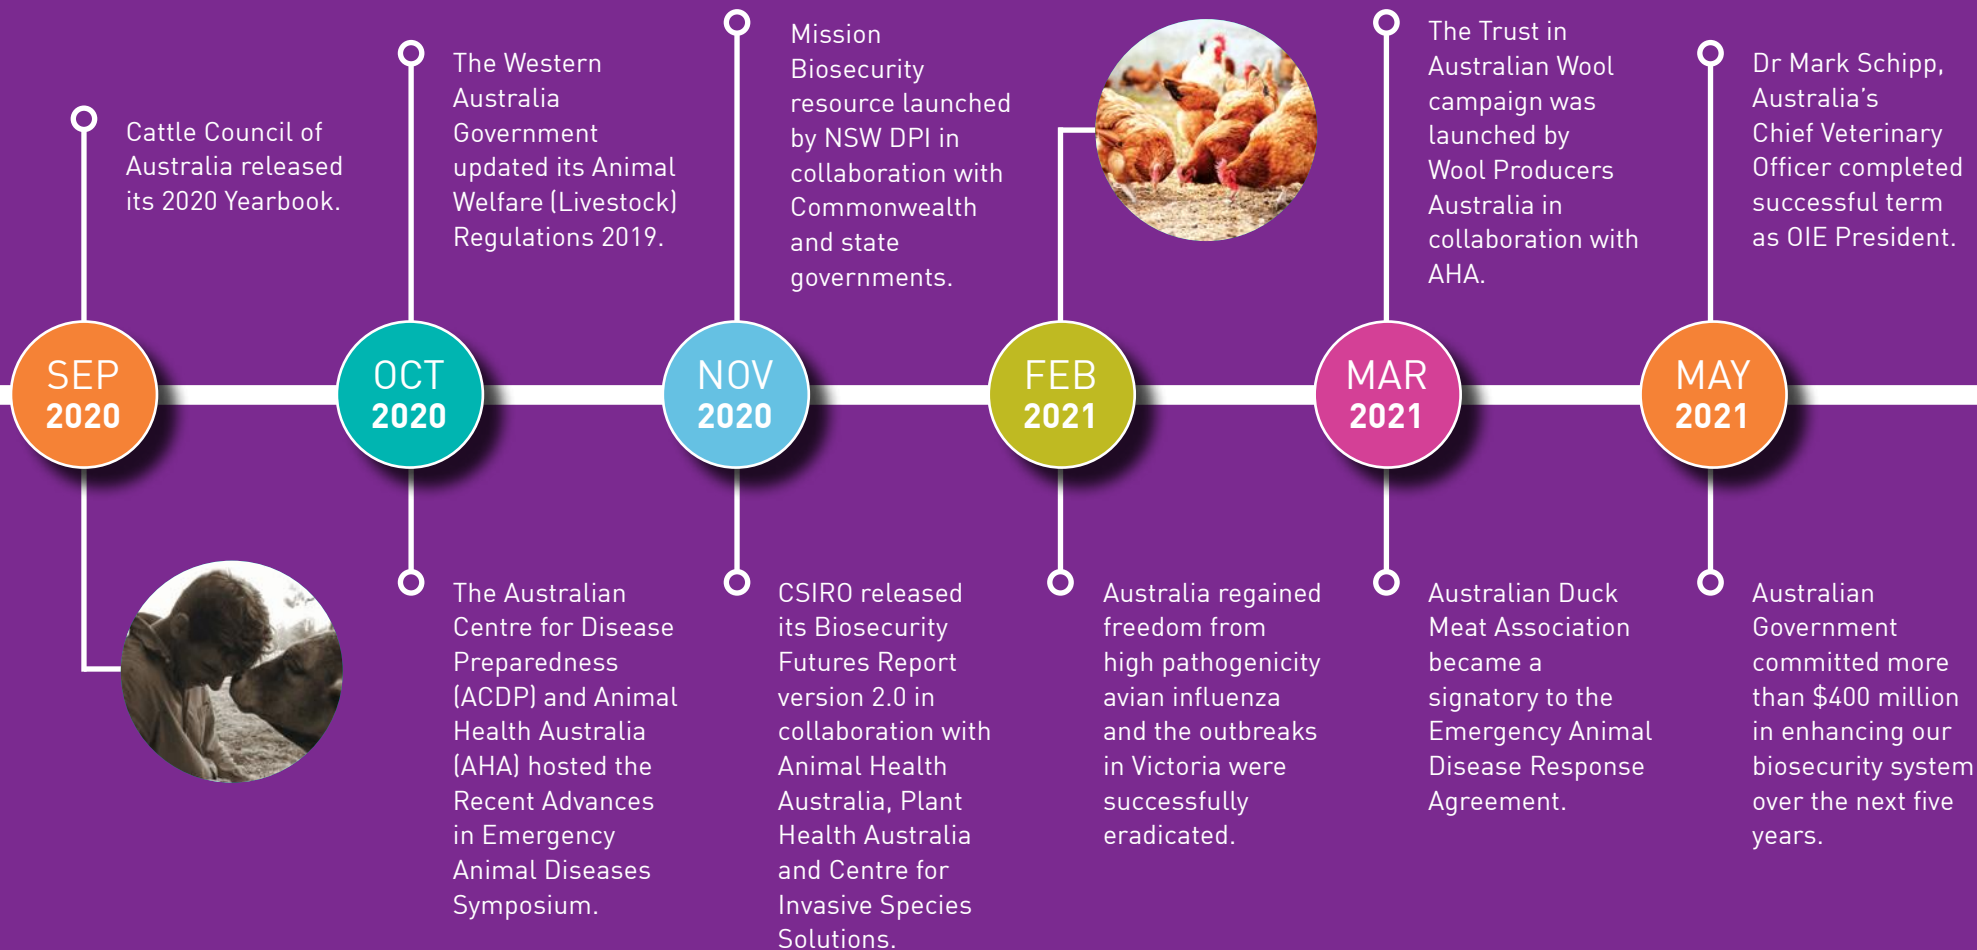 Cattle Council of
Australia released
its 2020 Yearbook.
The Western
Australia
Government
updated its Animal
Welfare (Livestock)
Regulations 2019.
Mission
Biosecurity
resource launched
by NSW DPI in
collaboration with
Commonwealth
and state
governments.
The Trust in
Australian Wool
campaign was
launched by
Wool Producers
Australia in
collaboration with
AHA.
Dr Mark Schipp,
Australia’s
Chief Veterinary
Officer completed
successful term
as OIE President.
SEP
2020
OCT
2020
NOV
2020
FEB
2021
MAR
2021
MAY
2021
The Australian
Centre for Disease
Preparedness
(ACDP) and Animal
Health Australia
(AHA) hosted the
Recent Advances
in Emergency
Animal Diseases
Symposium.
CSIRO released
its Biosecurity
Futures Report
version 2.0 in
collaboration with
Animal Health
Australia, Plant
Health Australia
and Centre for
Invasive Species
Solutions.
Australia regained
freedom from
high pathogenicity
avian influenza
and the outbreaks
in Victoria were
successfully
eradicated.
Australian Duck
Meat Association
became a
signatory to the
Emergency Animal
Disease Response
Agreement.
Australian
Government
committed more
than $400 million
in enhancing our
biosecurity system
over the next five
years.